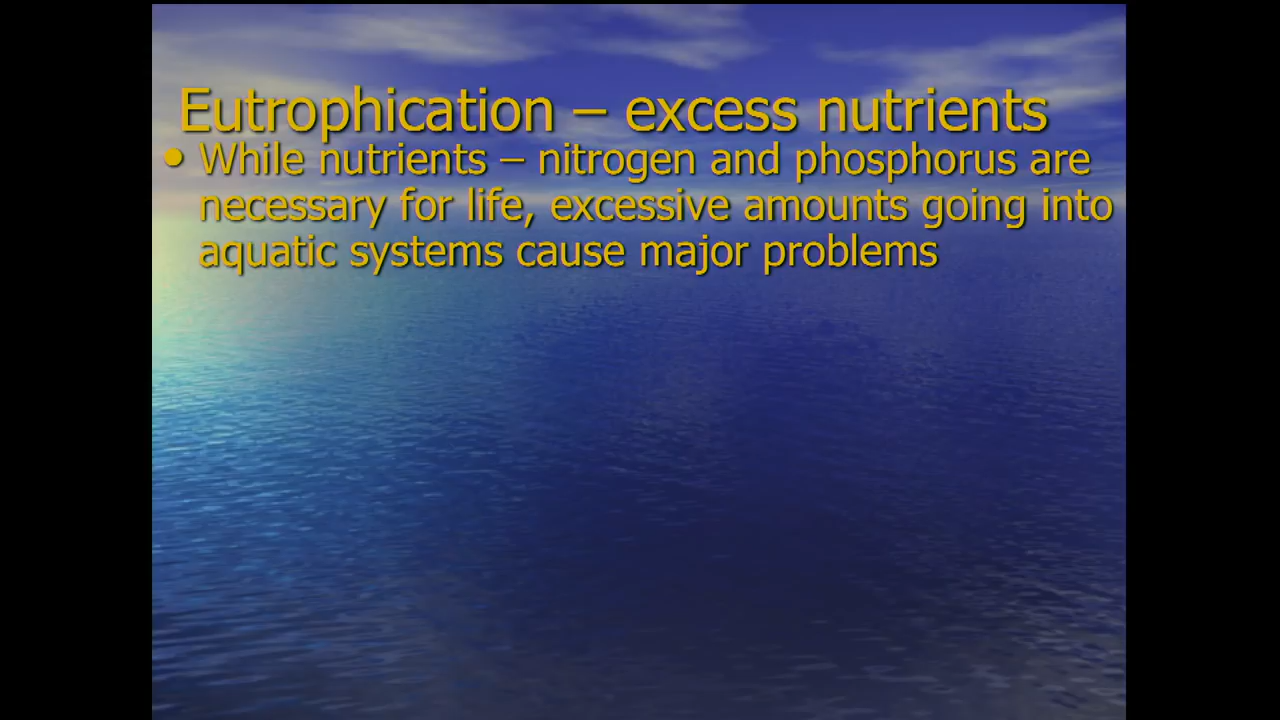 Eutrophication – excess nutrients
• While nutrients – nitrogen and phosphorus are
necessary for life, excessive amounts going into
aquatic systems cause major problems